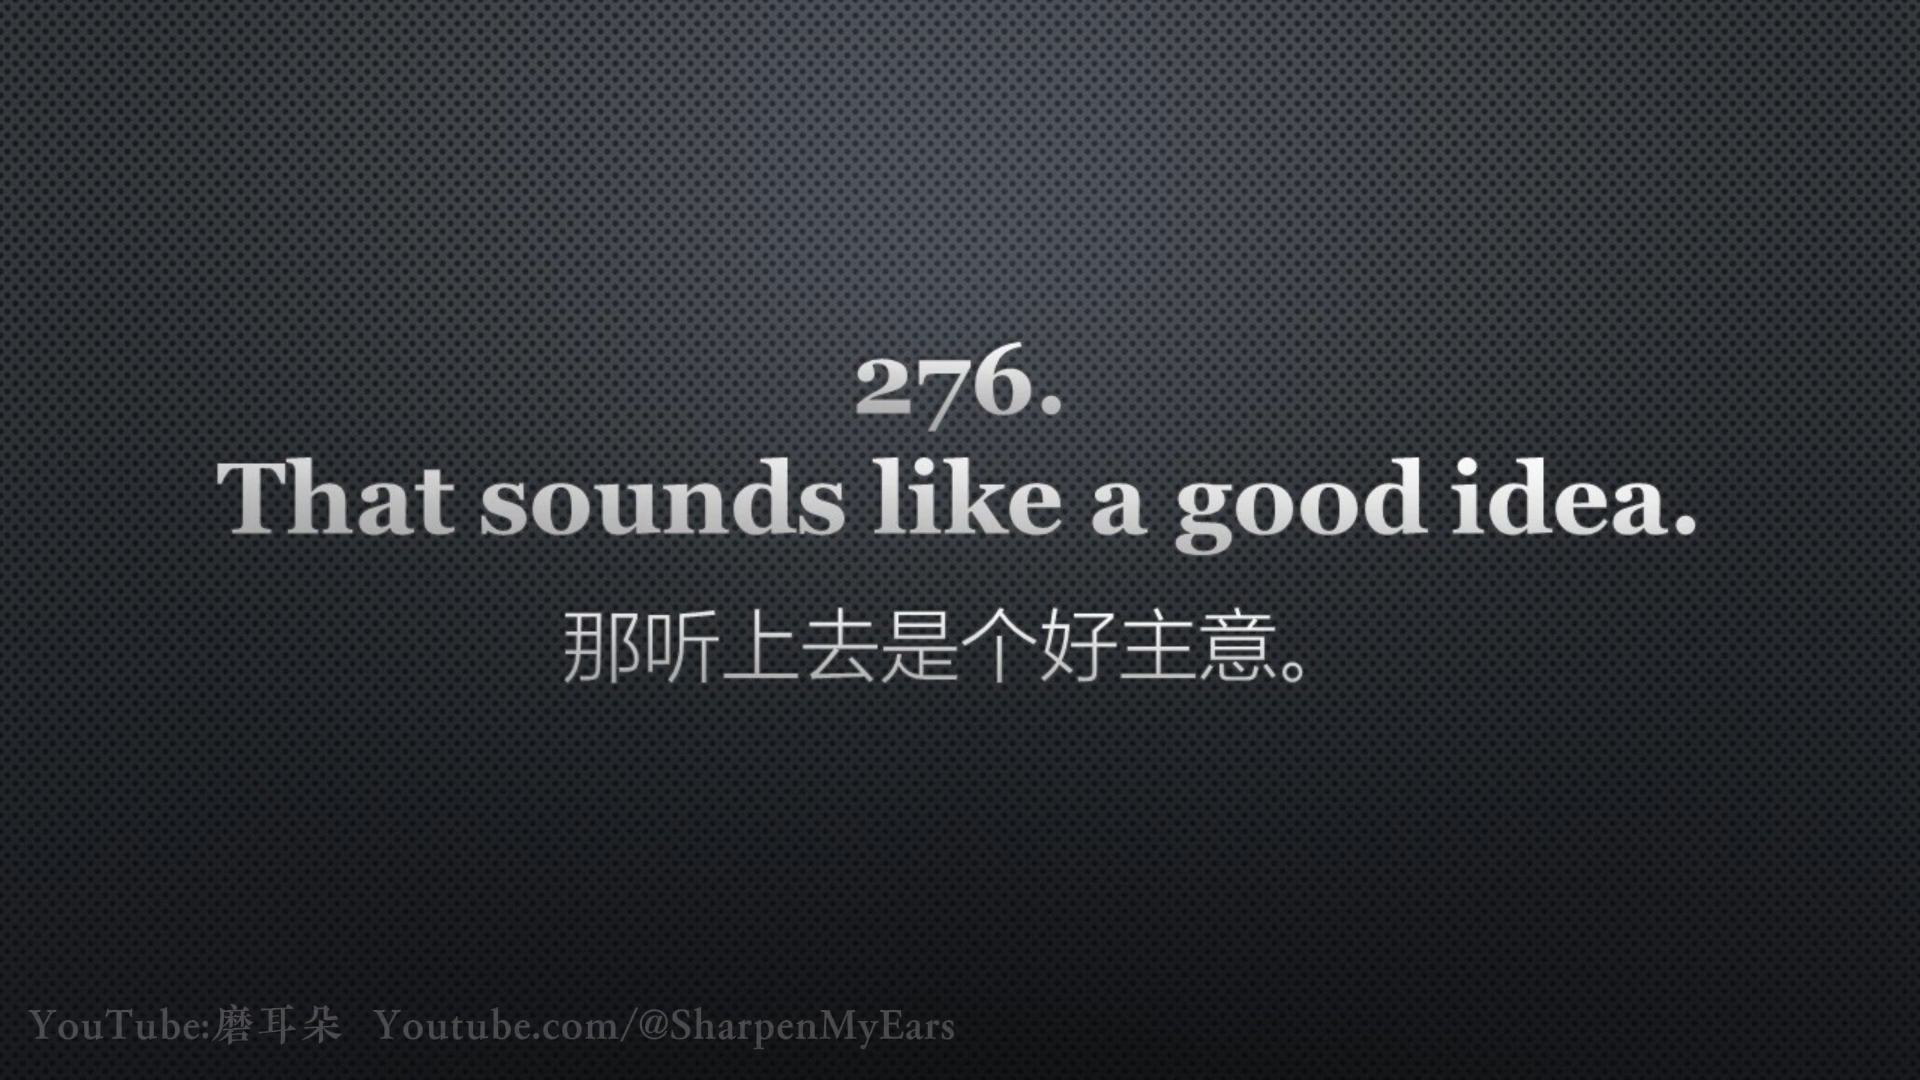 276.
That sounds like a good idea.
那听上去是个好主意。
YouTube:磨耳朵 Youtube.com/@SharpenMyEars